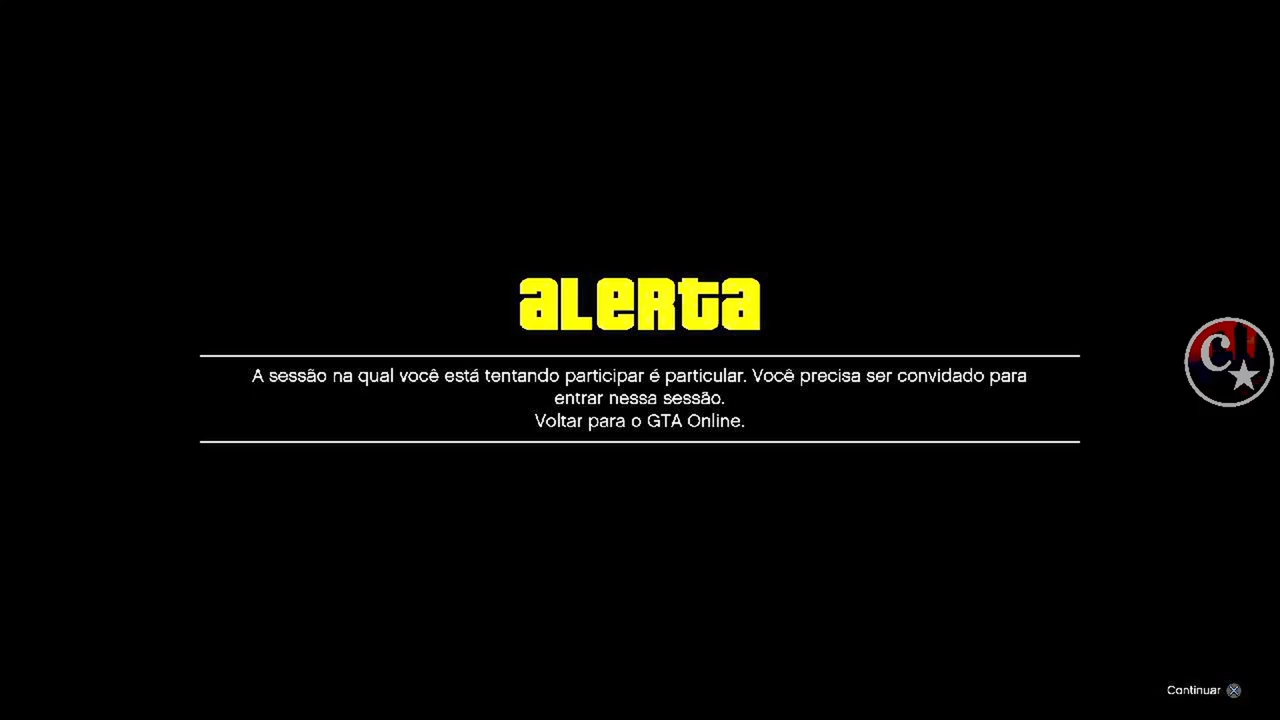 aLeRta
A sessão na qual você está tentando participar é particular. Você precisa ser convidado para
entrar nessa sessão.
Voltar para o GTA Online.
C
Continuar